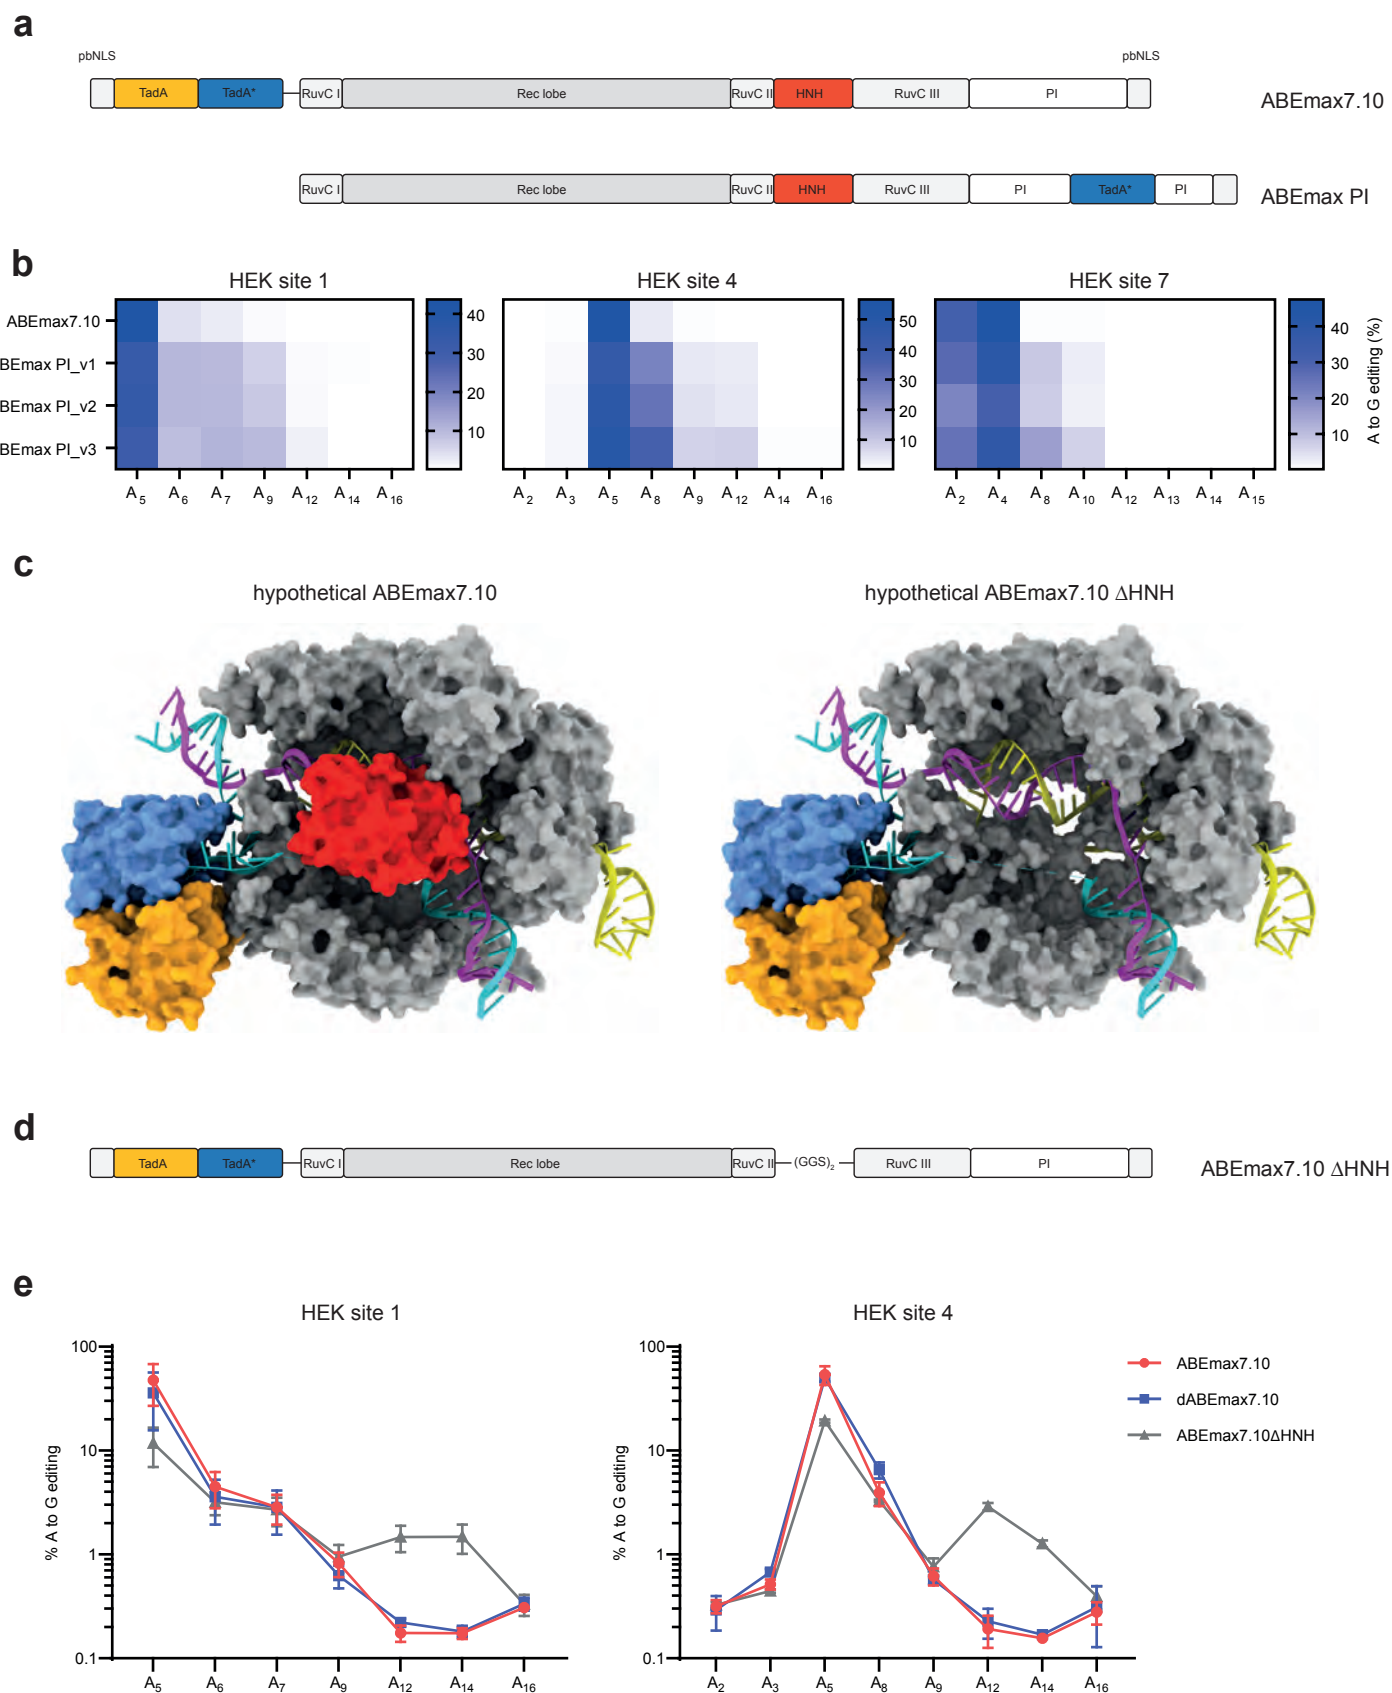 a
pbNLS pbNLS
TadA TadA* RuvC I Rec lobe RuvC II HNH RuvC III PI
ABEmax7.10
RuvC I Rec lobe RuvC II HNH RuvC III PI TadA* PI
ABEmax PI
b
HEK site 1 HEK site 4 HEK site 7
ABEmax7.10
BEmax PI_v1
BEmax PI_v2
BEmax PI_v3
40
30
20
10
50
40
30
20
10
40
30
20
10
A to G editing (%)
A5 A6 A7 A9 A12 A14 A16
A2 A3 A5 A8 A9 A12 A14 A16
A2 A4 A8 A10 A12 A13 A14 A15
c
hypothetical ABEmax7.10 hypothetical ABEmax7.10 ΔHNH
d
TadA TadA* RuvC I Rec lobe RuvC II (GGS)2 RuvC III PI
ABEmax7.10 ΔHNH
e
HEK site 1 HEK site 4
% A to G editing
100
10
1
0.1
A5 A6 A7 A9 A12 A14 A16
% A to G editing
100
10
1
0.1
A2 A3 A5 A8 A9 A12 A14 A16
ABEmax7.10
dABEmax7.10
ABEmax7.10ΔHNH